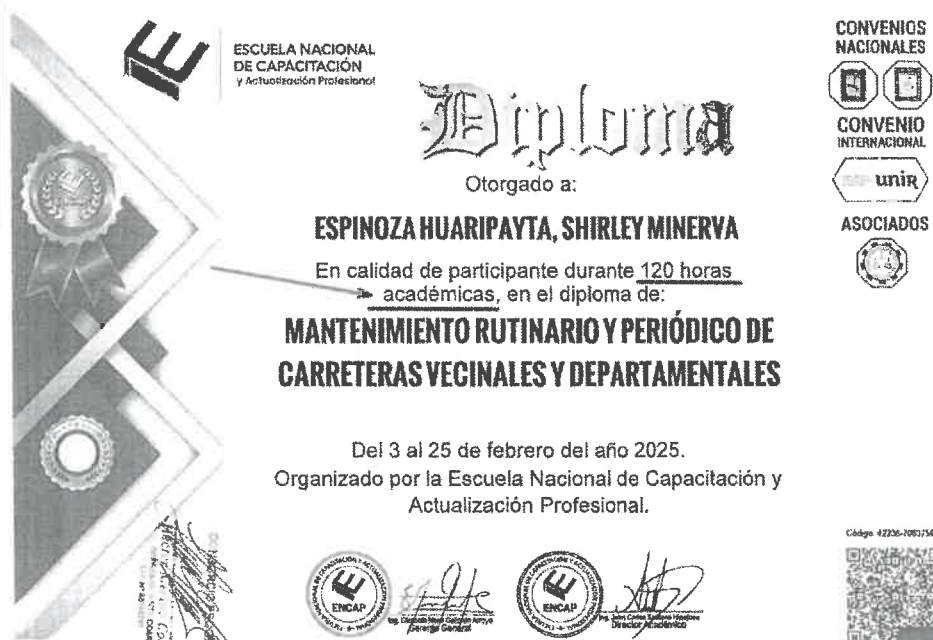 ESCUELA NACIONAL
DE CAPACITACIÓN
y Actualización Profesional
CONVENIOS
NACIONALES
CONVENIO
INTERNACIONAL
unir
ASOCIADOS
Diploma
Otorgado a:
ESPINOZA HUARIPAYTA, SHIRLEY MINERVA
En calidad de participante durante 120 horas
académicas, en el diploma de:
MANTENIMIENTO RUTINARIO Y PERIÓDICO DE
CARRETERAS VECINALES Y DEPARTAMENTALES
Del 3 al 25 de febrero del año 2025.
Organizado por la Escuela Nacional de Capacitación y
Actualización Profesional.
ENCAP
Gerente General
ENCAP
Director Académico